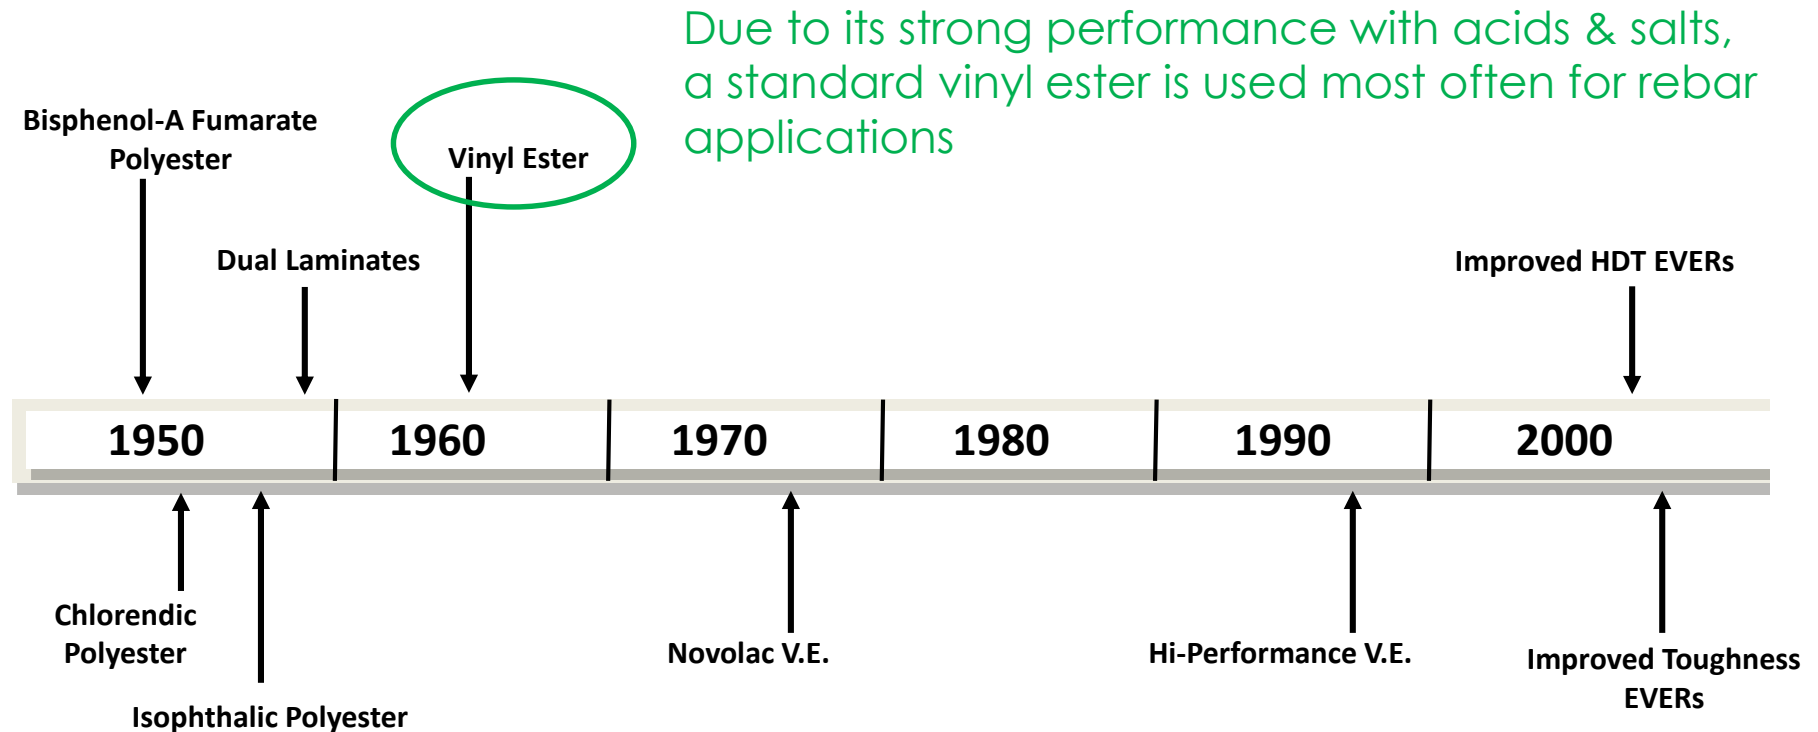 Due to its strong performance with acids & salts,
a standard vinyl ester is used most often for rebar
applications
Bisphenol-A Fumarate
Polyester
Vinyl Ester
Dual Laminates
Improved HDT EVERs
1950
1960
1970
1980
1990
2000
Chlorendic
Polyester
Isophthalic Polyester
Novolac V.E.
Hi-Performance V.E.
Improved Toughness
EVERs